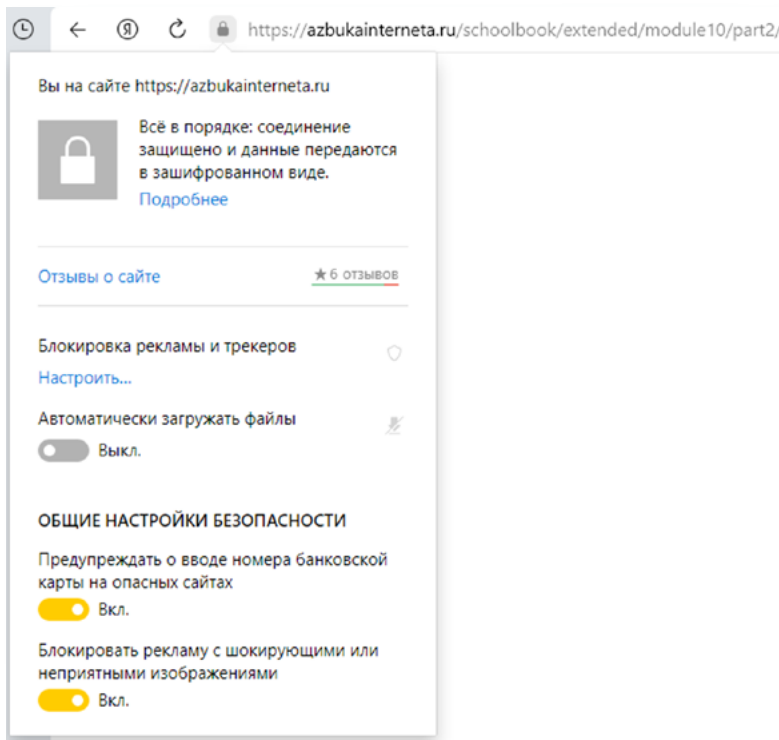 Я https://azbukainterneta.ru/schoolbook/extended/module10/part2/
Вы на сайте https://azbukainterneta.ru
Всё в порядке: соединение
защищено и данные передаются
в зашифрованном виде.
Подробнее
Отзывы о сайте ★ 6 отзывов
Блокировка рекламы и трекеров
Настроить...
Автоматически загружать файлы
Выкл.
ОБЩИЕ НАСТРОЙКИ БЕЗОПАСНОСТИ
Предупреждать о вводе номера банковской
карты на опасных сайтах
Вкл.
Блокировать рекламу с шокирующими или
неприятными изображениями
Вкл.